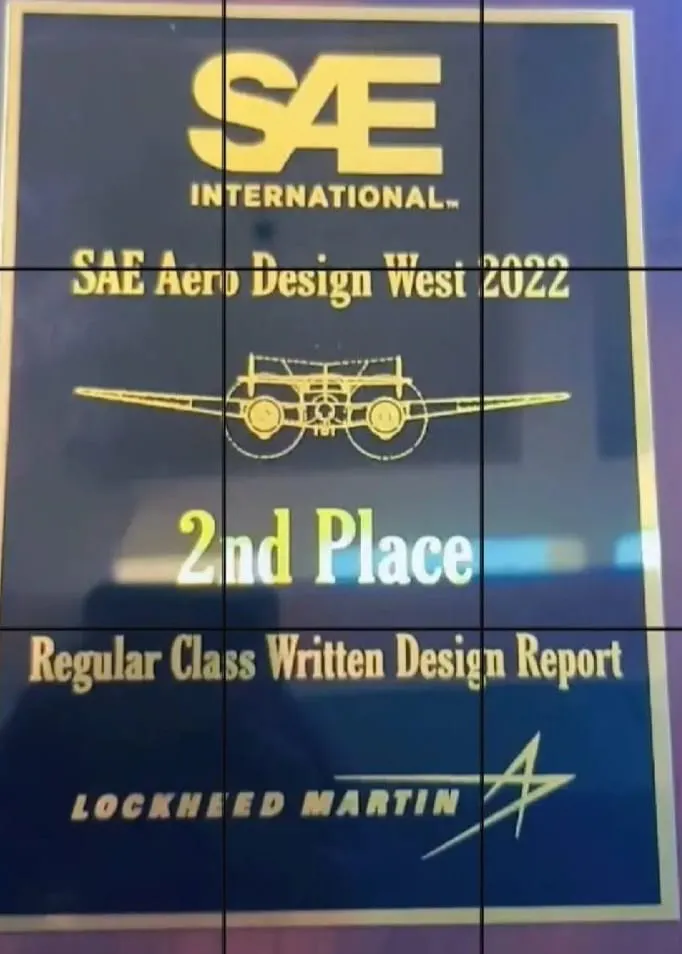 SAE
INTERNATIONAL™
SAE Aero Design West 2022
2nd Place
Regular Class Written Design Report
LOCKHEED MARTIN